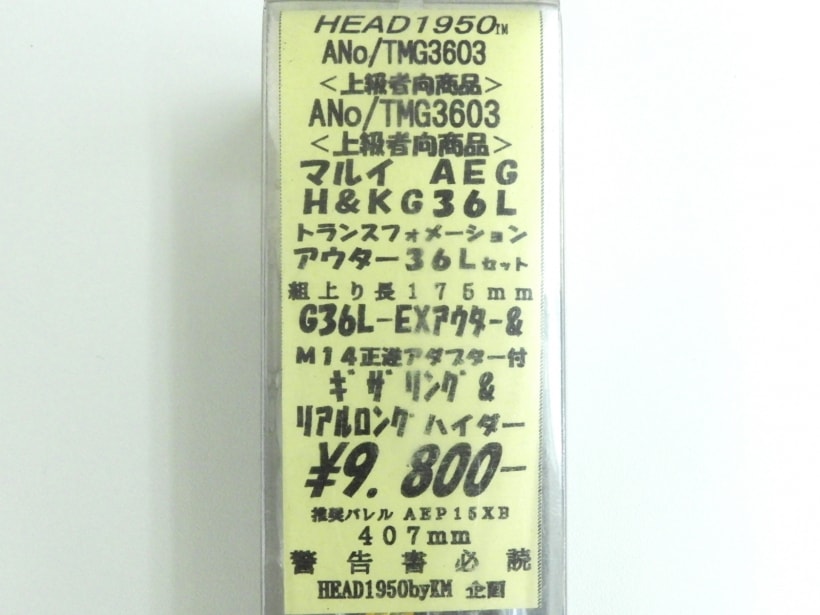 HEAD1950™
ANo/TMG3603
＜上級者向商品＞
ANo/TMG3603
＜上級者向商品＞
マルイ　AEG
H&KG36L
トランスフォメーション
アウター36Lセット
組上り長175mm
G36L-EXｱｳﾀｰ&
M14正逆アダプター付
ｷﾞｻﾞﾘﾝｸﾞ&
ﾘｱﾙﾛﾝｸﾞハイダー
¥9.800-
推奨バレル AEP15XB
407mm
警告書必読
HEAD1950byKM 企画